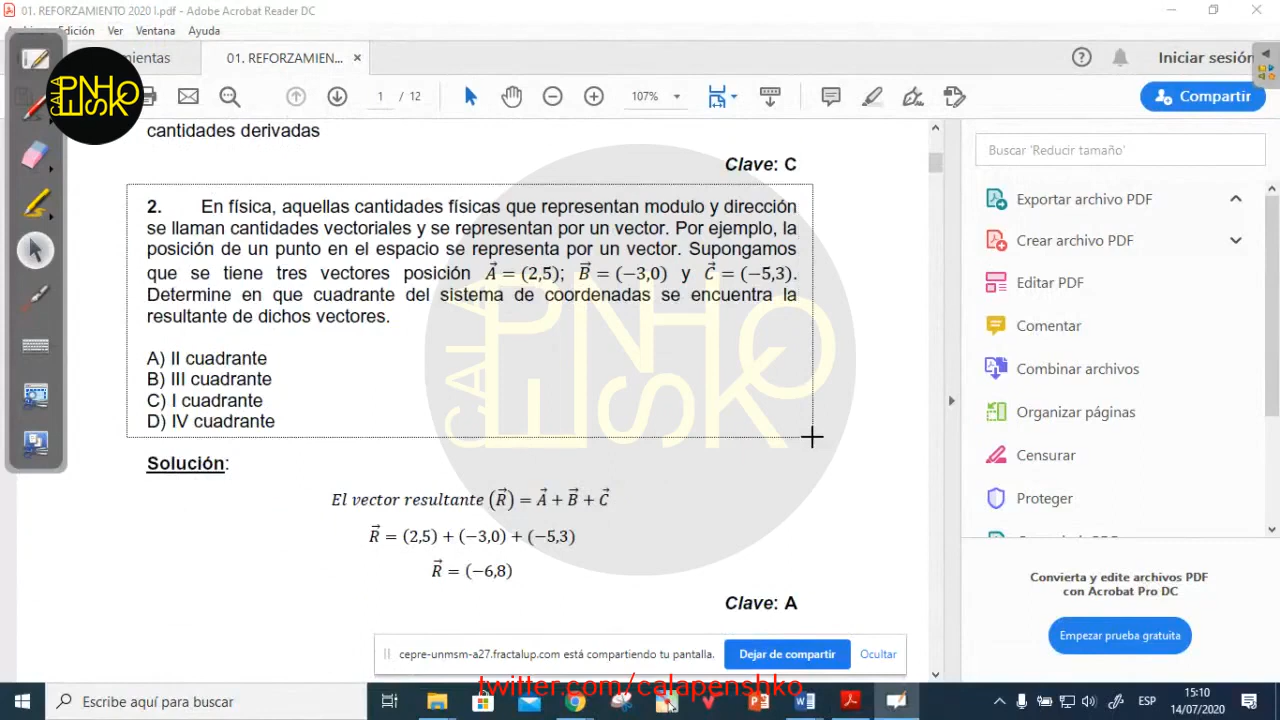 01. REFORZAMIENTO 2020 I.pdf - Adobe Acrobat Reader DC
Edición Ver Ventana Ayuda
01. REFORZAMIEN... × Iniciar sesión
1 / 12 107% Compartir
cantidades derivadas
Clave: C
2. En física, aquellas cantidades físicas que representan modulo y dirección
se llaman cantidades vectoriales y se representan por un vector. Por ejemplo, la
posición de un punto en el espacio se representa por un vector. Supongamos
que se tiene tres vectores posición A⃗ = (2,5); B⃗ = (−3,0) y C⃗ = (−5,3).
Determine en que cuadrante del sistema de coordenadas se encuentra la
resultante de dichos vectores.
A) II cuadrante
B) III cuadrante
C) I cuadrante
D) IV cuadrante
Solución:
El vector resultante (R⃗) = A⃗ + B⃗ + C⃗
R⃗ = (2,5) + (−3,0) + (−5,3)
R⃗ = (−6,8)
Clave: A
CALA PENSHKO
CALA PENSHKO
Buscar 'Reducir tamaño'
Exportar archivo PDF
Crear archivo PDF
Editar PDF
Comentar
Combinar archivos
Organizar páginas
Censurar
Proteger
Convierta y edite archivos PDF
con Acrobat Pro DC
Empezar prueba gratuita
cepre-unmsm-a27.fractalup.com está compartiendo tu pantalla. Dejar de compartir Ocultar
twitter.com/calapenshko
Escribe aquí para buscar
ESP
15:10
14/07/2020